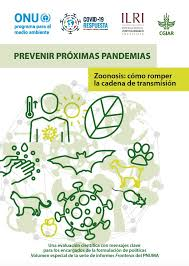 ONU
programa para el
medio ambiente
COVID-19
RESPUESTA
ILRI
CGIAR
PREVENIR PRÓXIMAS PANDEMIAS
Zoonosis: cómo romper
la cadena de transmisión
Una evaluación científica con mensajes clave
para los encargados de la formulación de políticas
Volumen especial de la serie de informes Fronteras del PNUMA